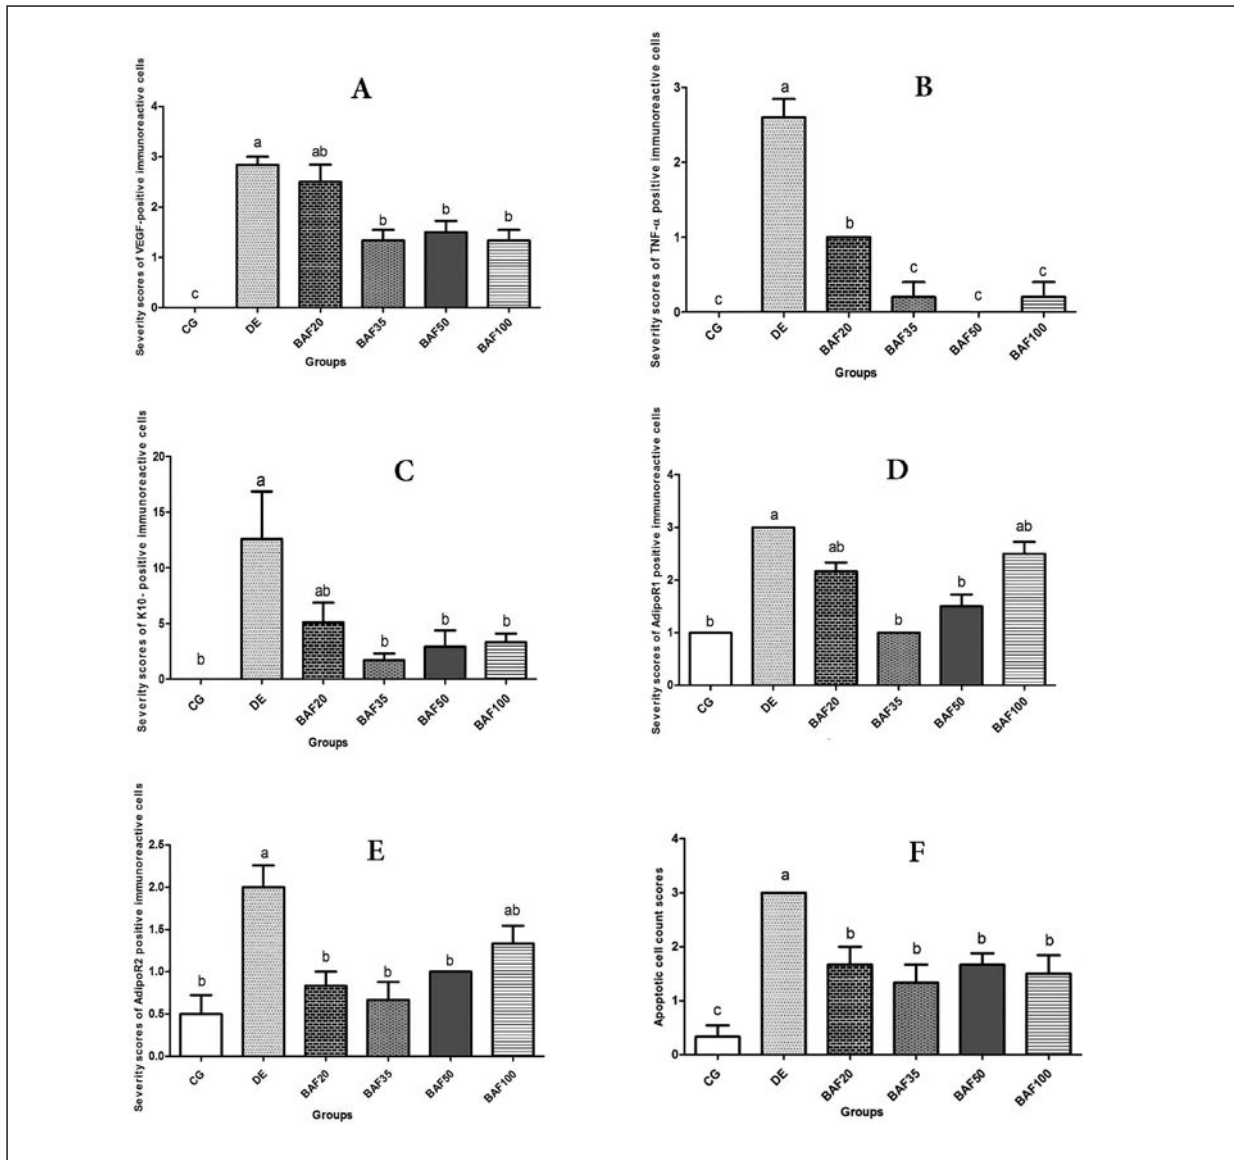 A
Severity scores of VEGF-positive immunoreactive cells
4
3
2
1
0
c
a
ab
b
b
b
CG
DE
BAF20
BAF35
BAF50
BAF100
Groups
B
Severity scores of TNF-α positive immunoreactive cells
3
2
1
0
c
a
b
c
c
c
CG
DE
BAF20
BAF35
BAF50
BAF100
Groups
C
Severity scores of K10- positive immunoreactive cells
20
15
10
5
0
b
a
ab
b
b
b
CG
DE
BAF20
BAF35
BAF50
BAF100
Groups
D
Severity scores of AdipoR1 positive immunoreactive cells
4
3
2
1
0
b
a
ab
b
b
ab
CG
DE
BAF20
BAF35
BAF50
BAF100
E
Severity scores of AdipoR2 positive immunoreactive cells
2.5
2.0
1.5
1.0
0.5
0.0
b
a
b
b
b
ab
CG
DE
BAF20
BAF35
BAF50
BAF100
Groups
F
Apoptotic cell count scores
4
3
2
1
0
c
a
b
b
b
b
CG
DE
BAF20
BAF35
BAF50
BAF100
Groups